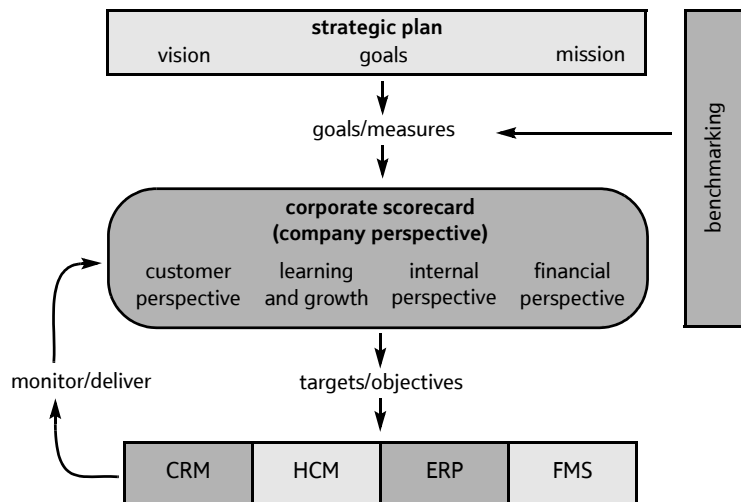 strategic plan
vision goals mission
goals/measures
benchmarking
corporate scorecard
(company perspective)
customer learning internal financial
perspective and growth perspective perspective
monitor/deliver targets/objectives
CRM HCM ERP FMS